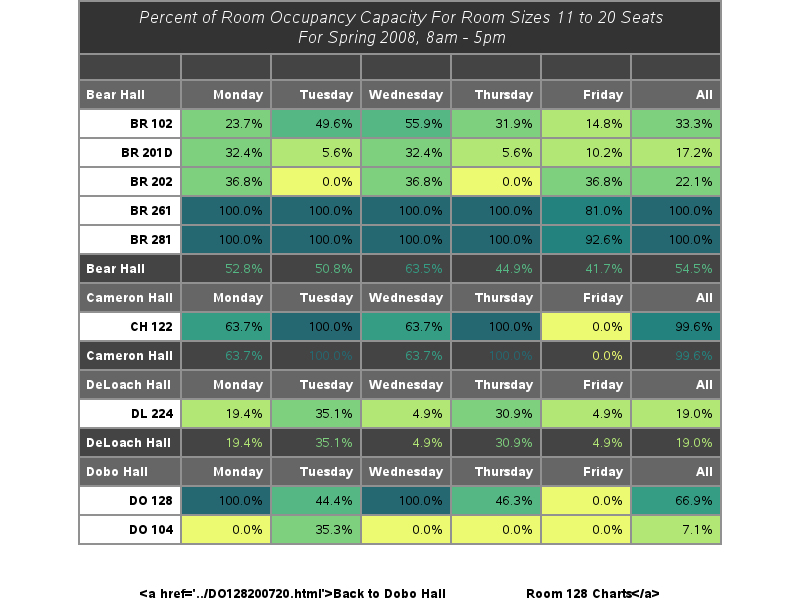 Percent of Room Occupancy Capacity For Room Sizes 11 to 20 Seats
For Spring 2008, 8am - 5pm
Bear Hall Monday Tuesday Wednesday Thursday Friday All
BR 102 23.7% 49.6% 55.9% 31.9% 14.8% 33.3%
BR 201D 32.4% 5.6% 32.4% 5.6% 10.2% 17.2%
BR 202 36.8% 0.0% 36.8% 0.0% 36.8% 22.1%
BR 261 100.0% 100.0% 100.0% 100.0% 81.0% 100.0%
BR 281 100.0% 100.0% 100.0% 100.0% 92.6% 100.0%
Bear Hall 52.8% 50.8% 63.5% 44.9% 41.7% 54.5%
Cameron Hall Monday Tuesday Wednesday Thursday Friday All
CH 122 63.7% 100.0% 63.7% 100.0% 0.0% 99.6%
Cameron Hall 63.7% 100.0% 63.7% 100.0% 0.0% 99.6%
DeLoach Hall Monday Tuesday Wednesday Thursday Friday All
DL 224 19.4% 35.1% 4.9% 30.9% 4.9% 19.0%
DeLoach Hall 19.4% 35.1% 4.9% 30.9% 4.9% 19.0%
Dobo Hall Monday Tuesday Wednesday Thursday Friday All
DO 128 100.0% 44.4% 100.0% 46.3% 0.0% 66.9%
DO 104 0.0% 35.3% 0.0% 0.0% 0.0% 7.1%
<a href='../DO128200720.html'>Back to Dobo Hall Room 128 Charts</a>